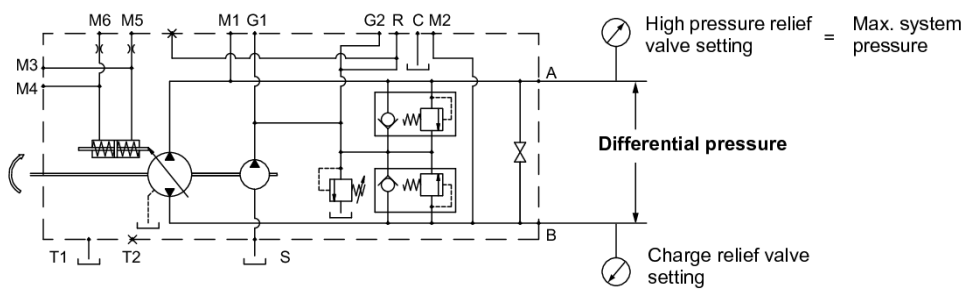 M6 M5 M1 G1 G2 R C M2
High pressure relief
valve setting
= Max. system
pressure
M3
M4
A
Differential pressure
B
T1 T2 S
Charge relief valve
setting